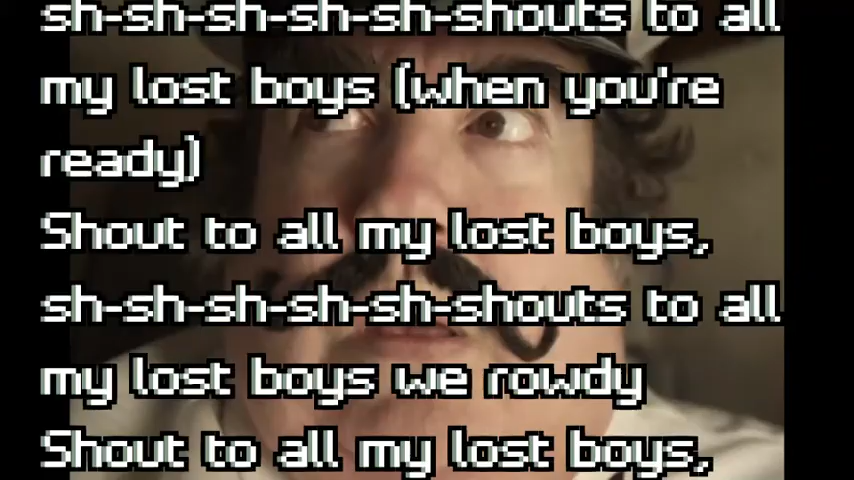 sh-sh-sh-sh-sh-shouts to all
my lost boys (when you're
ready)
Shout to all my lost boys,
sh-sh-sh-sh-sh-shouts to all
my lost boys we rowdy
Shout to all my lost boys,